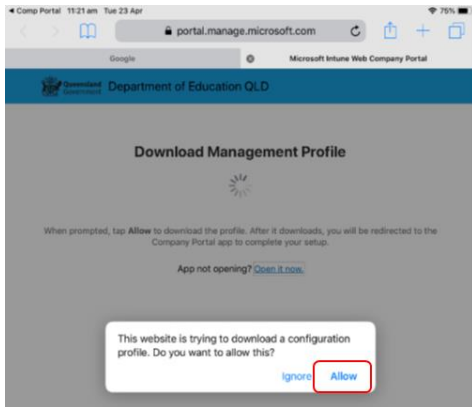 ◄ Comp Portal 11:21 am Tue 23 Apr 75%
portal.manage.microsoft.com
Google Microsoft Intune Web Company Portal
Queensland Government Department of Education QLD
Download Management Profile
When prompted, tap Allow to download the profile. After it downloads, you will be redirected to the
Company Portal app to complete your setup.
App not opening? Open it now.
This website is trying to download a configuration
profile. Do you want to allow this?
Ignore Allow